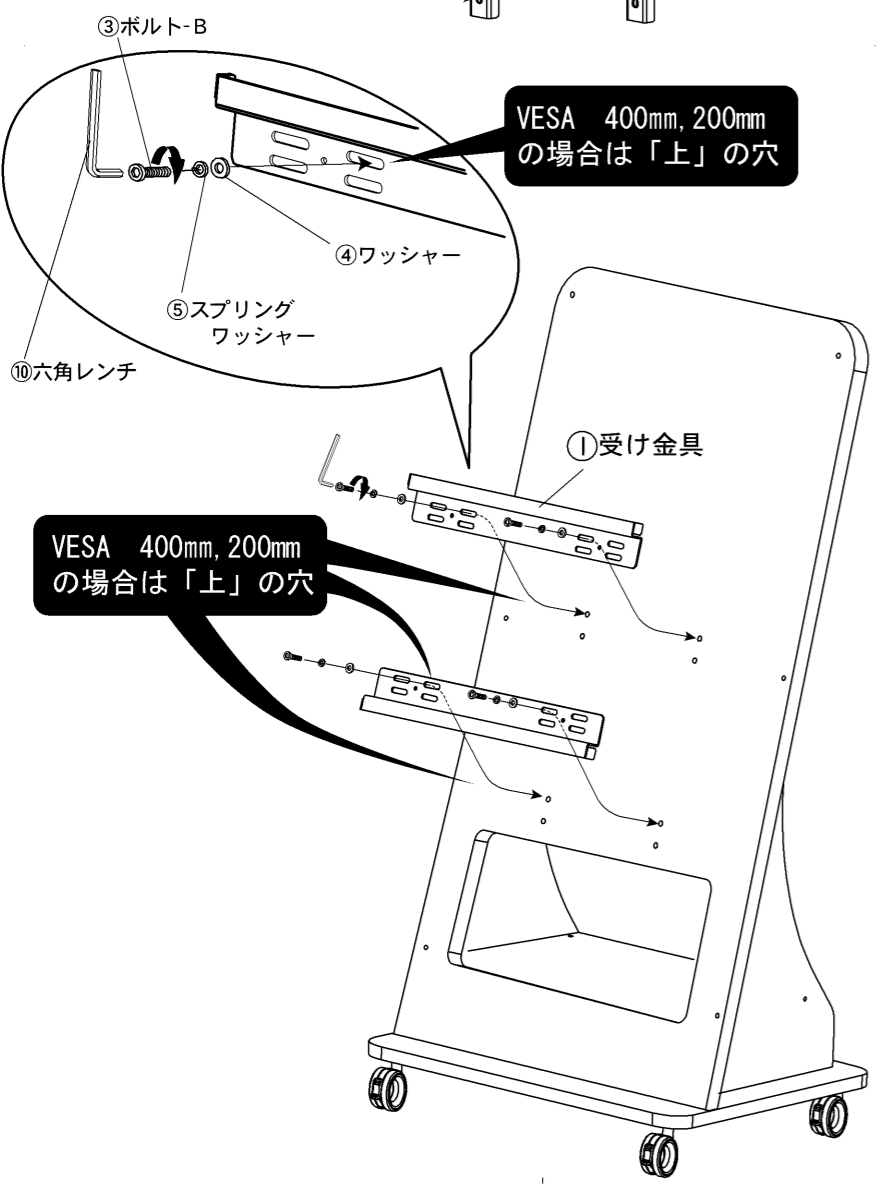 ③ボルト-B
VESA 400mm,200mm
の場合は「上」の穴
④ワッシャー
⑤スプリング
ワッシャー
⑩六角レンチ
①受け金具
VESA 400mm,200mm
の場合は「上」の穴